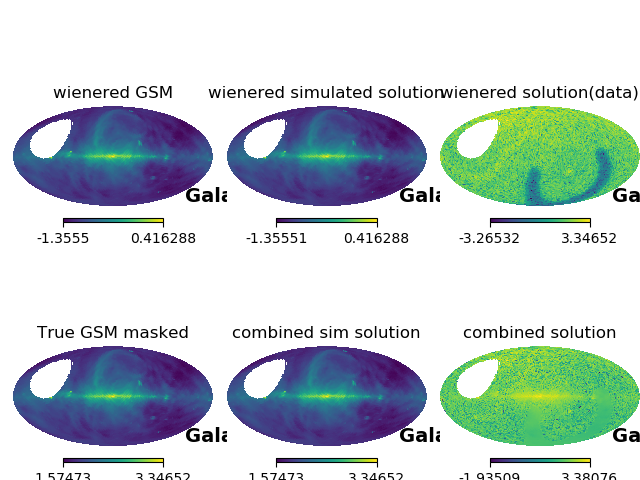 wienered GSM
wienered simulated solution
wienered solution(data)
Gala
Gala
Ga
-1.3555 0.416288
-1.35551 0.416288
-3.26532 3.34652
True GSM masked
combined sim solution
combined solution
Gala
Gala
Ga
1.57473 3.34652
1.57473 3.34652
-1.93509 3.38076